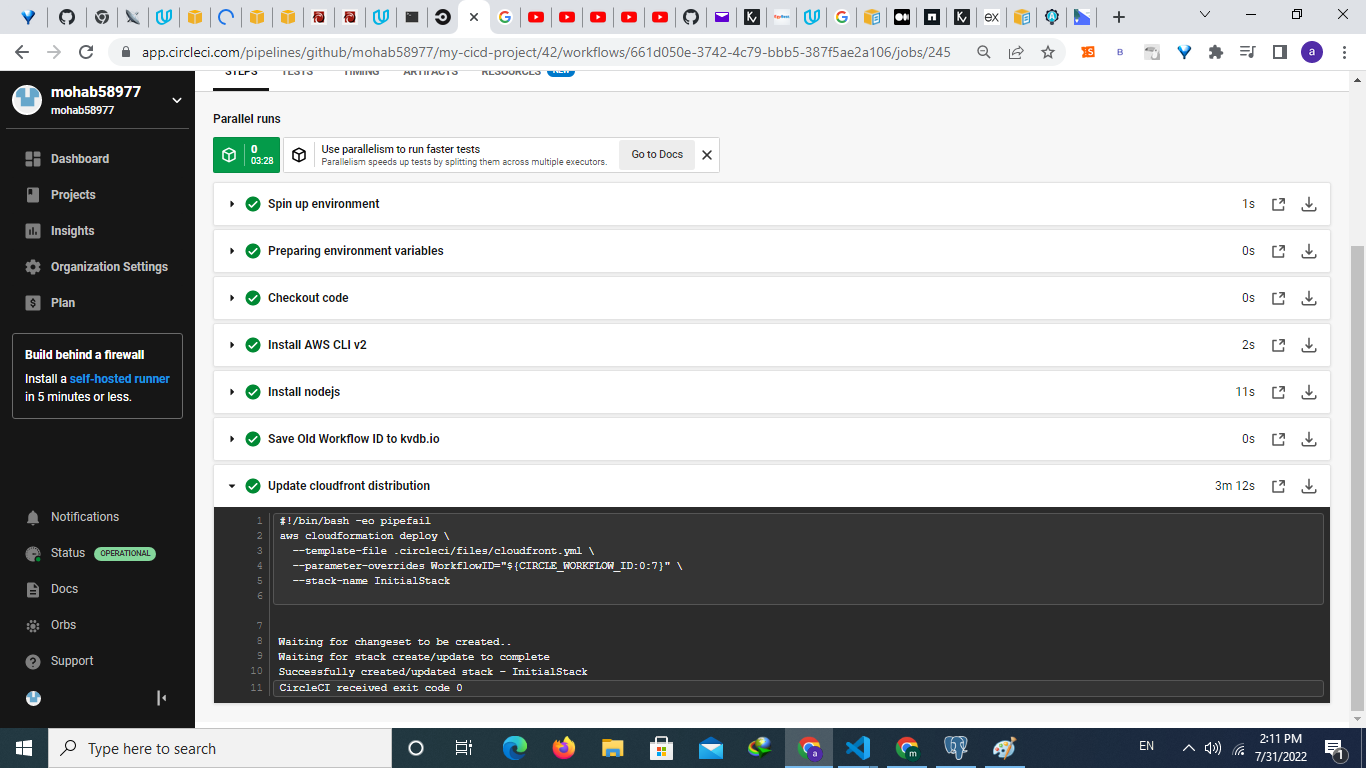 app.circleci.com/pipelines/github/mohab58977/my-cicd-project/42/workflows/661d050e-3742-4c79-bbb5-387f5ae2a106/jobs/245
mohab58977
mohab58977
Dashboard
Projects
Insights
Organization Settings
Plan
Build behind a firewall
Install a self-hosted runner
in 5 minutes or less.
Notifications
Status OPERATIONAL
Docs
Orbs
Support
STEPS TESTS TIMING ARTIFACTS RESOURCES NEW
Parallel runs
0
03:28
Use parallelism to run faster tests
Parallelism speeds up tests by splitting them across multiple executors.
Go to Docs
Spin up environment 1s
Preparing environment variables 0s
Checkout code 0s
Install AWS CLI v2 2s
Install nodejs 11s
Save Old Workflow ID to kvdb.io 0s
Update cloudfront distribution 3m 12s
1 #!/bin/bash -eo pipefail
2 aws cloudformation deploy \
3 --template-file .circleci/files/cloudfront.yml \
4 --parameter-overrides WorkflowID="${CIRCLE_WORKFLOW_ID:0:7}" \
5 --stack-name InitialStack
6
7
8 Waiting for changeset to be created..
9 Waiting for stack create/update to complete
10 Successfully created/updated stack - InitialStack
11 CircleCI received exit code 0
Type here to search
EN
2:11 PM
7/31/2022